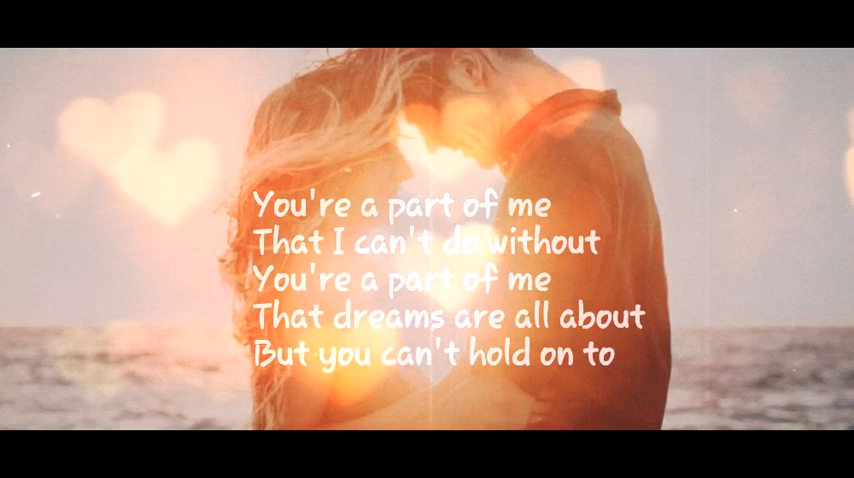 You're a part of me
That I can't do without
You're a part of me
That dreams are all about
But you can't hold on to